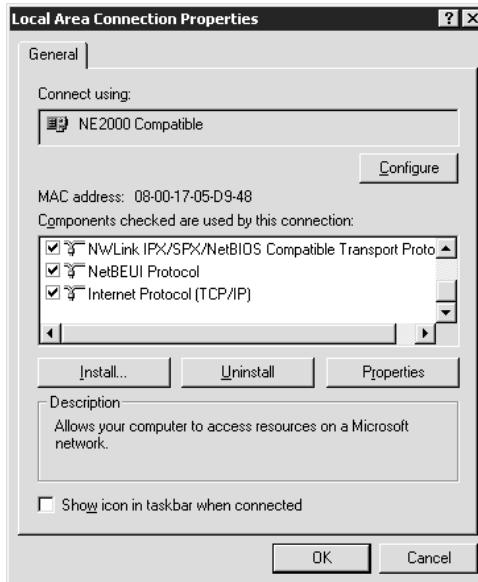 Local Area Connection Properties
General
Connect using:
NE2000 Compatible
Configure
MAC address: 08-00-17-05-D9-48
Components checked are used by this connection:
NWLink IPX/SPX/NetBIOS Compatible Transport Proto
NetBEUI Protocol
Internet Protocol (TCP/IP)
Install... Uninstall Properties
Description
Allows your computer to access resources on a Microsoft
network.
Show icon in taskbar when connected
OK Cancel